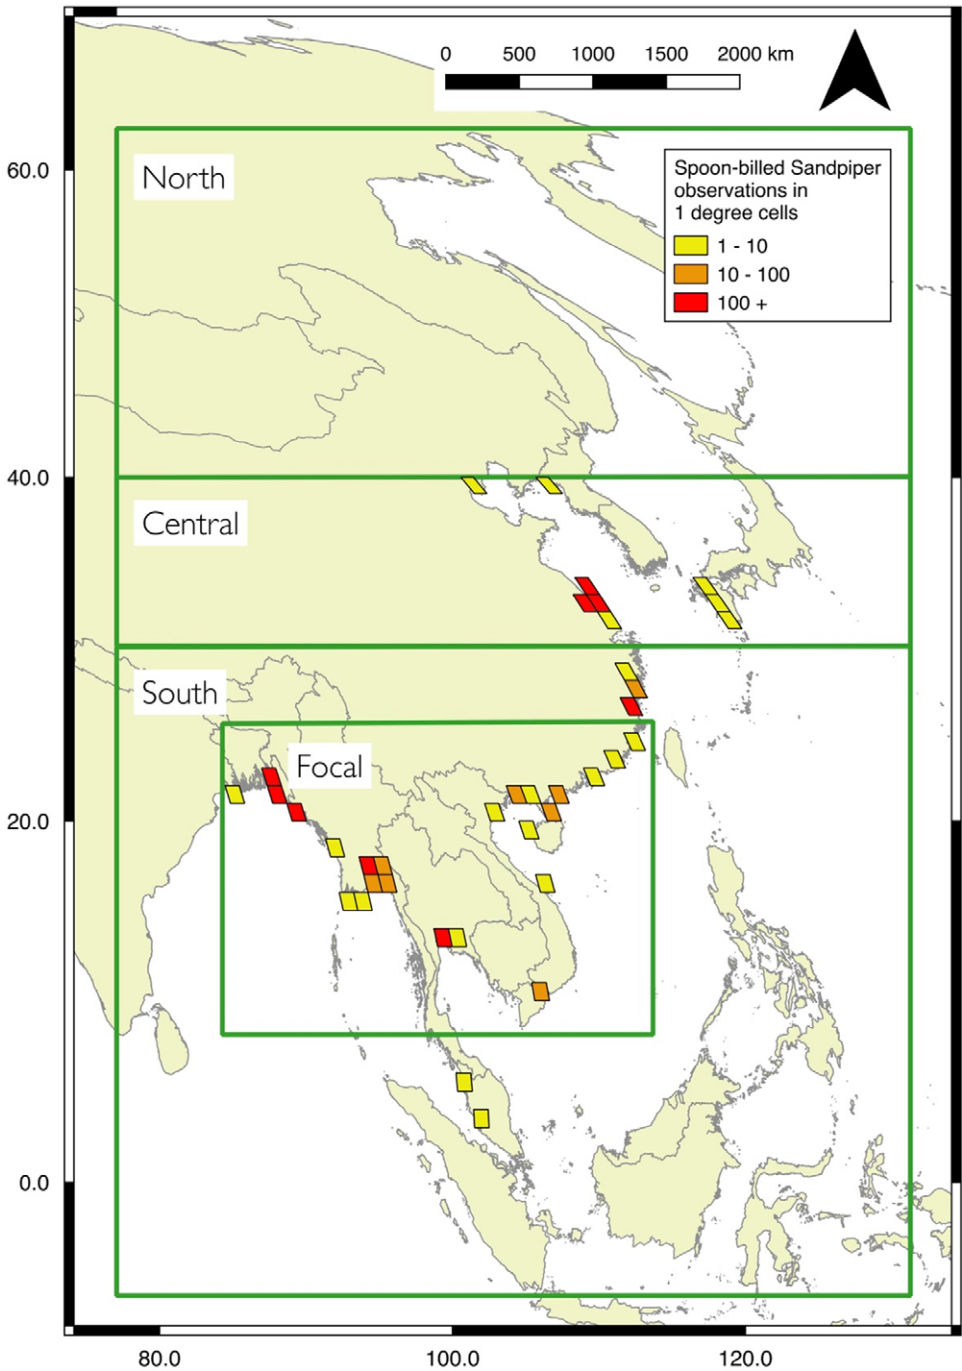 0 500 1000 1500 2000 km
60.0
North
Spoon-billed Sandpiper
observations in
1 degree cells
1 - 10
10 - 100
100 +
40.0
Central
South
Focal
20.0
0.0
80.0 100.0 120.0